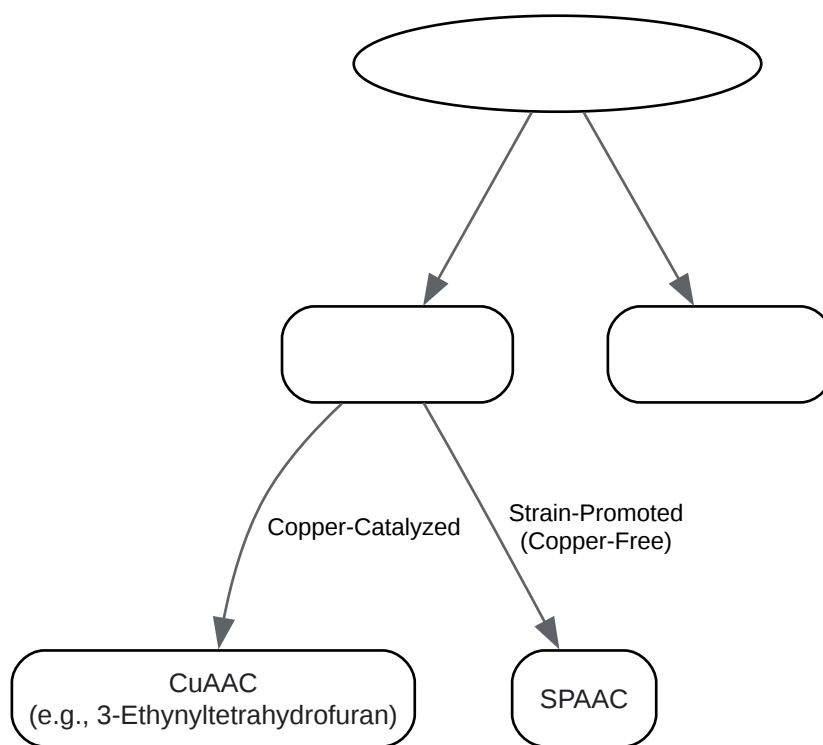 Copper-Catalyzed
Strain-Promoted
(Copper-Free)
CuAAC
(e.g., 3-Ethynyltetrahydrofuran)
SPAAC